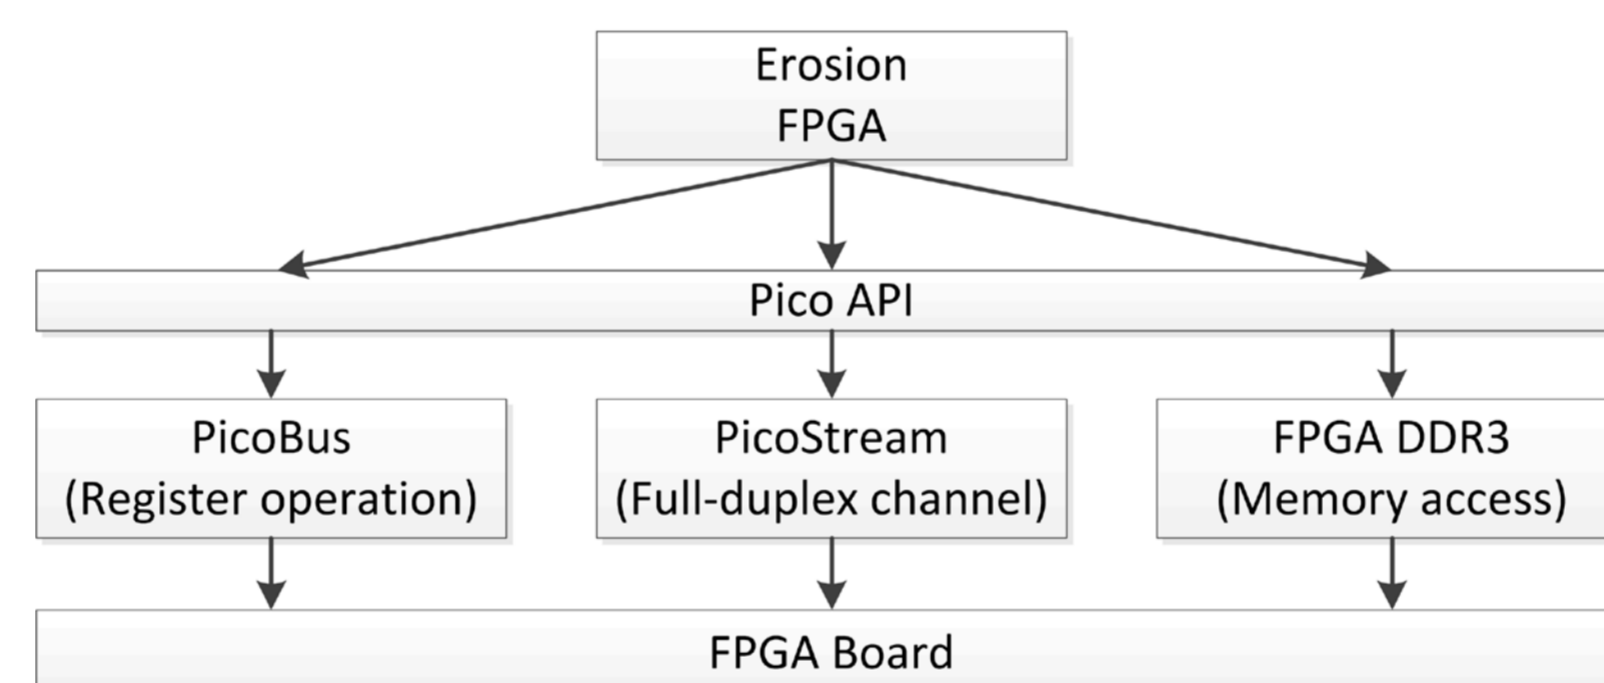 Erosion
FPGA
Pico API
PicoBus
(Register operation)
PicoStream
(Full-duplex channel)
FPGA DDR3
(Memory access)
FPGA Board